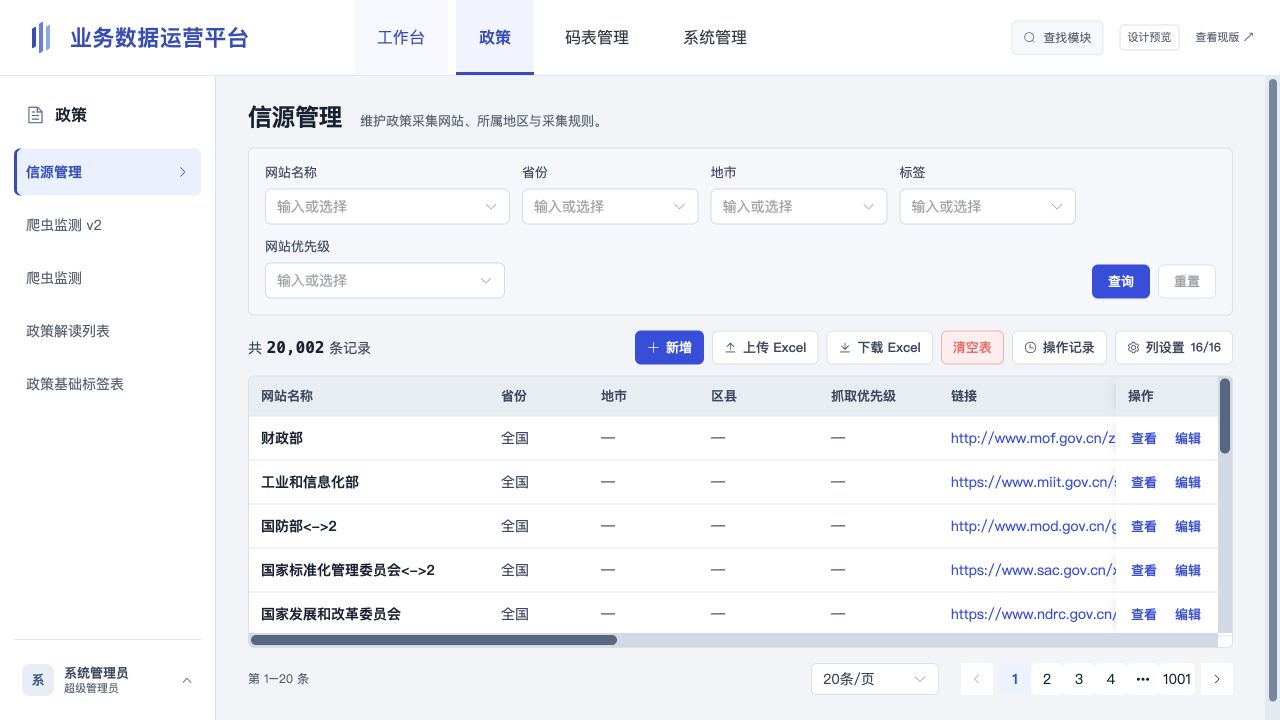 业务数据运营平台 工作台 政策 码表管理 系统管理 查找模块 设计预览 查看现版
政策
信源管理
爬虫监测 v2
爬虫监测
政策解读列表
政策基础标签表
系 系统管理员
超级管理员
信源管理 维护政策采集网站、所属地区与采集规则。
网站名称 省份 地市 标签
输入或选择 输入或选择 输入或选择 输入或选择
网站优先级
输入或选择 查询 重置
共 20,002 条记录 新增 上传 Excel 下载 Excel 清空表 操作记录 列设置 16/16
网站名称 省份 地市 区县 抓取优先级 链接 操作
财政部 全国 — — — http://www.mof.gov.cn/z 查看 编辑
工业和信息化部 全国 — — — https://www.miit.gov.cn/ 查看 编辑
国防部<->2 全国 — — — http://www.mod.gov.cn/g 查看 编辑
国家标准化管理委员会<->2 全国 — — — https://www.sac.gov.cn/x 查看 编辑
国家发展和改革委员会 全国 — — — https://www.ndrc.gov.cn/ 查看 编辑
第 1—20 条 20条/页 1 2 3 4 ••• 1001